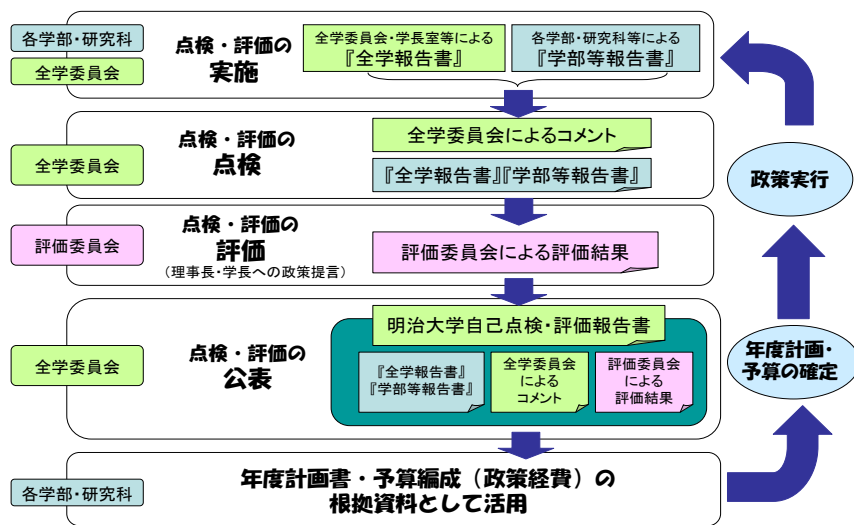 各学部・研究科
全学委員会
点検・評価の
実施
全学委員会・学長室等による
『全学報告書』
各学部・研究科等による
『学部等報告書』
全学委員会
点検・評価の
点検
全学委員会によるコメント
『全学報告書』『学部等報告書』
政策実行
評価委員会
点検・評価の
評価
(理事長・学長への政策提言)
評価委員会による評価結果
全学委員会
点検・評価の
公表
明治大学自己点検・評価報告書
『全学報告書』
『学部等報告書』
全学委員会
による
コメント
評価委員会
による
評価結果
年度計画・
予算の確定
各学部・研究科
年度計画書・予算編成(政策経費)の
根拠資料として活用